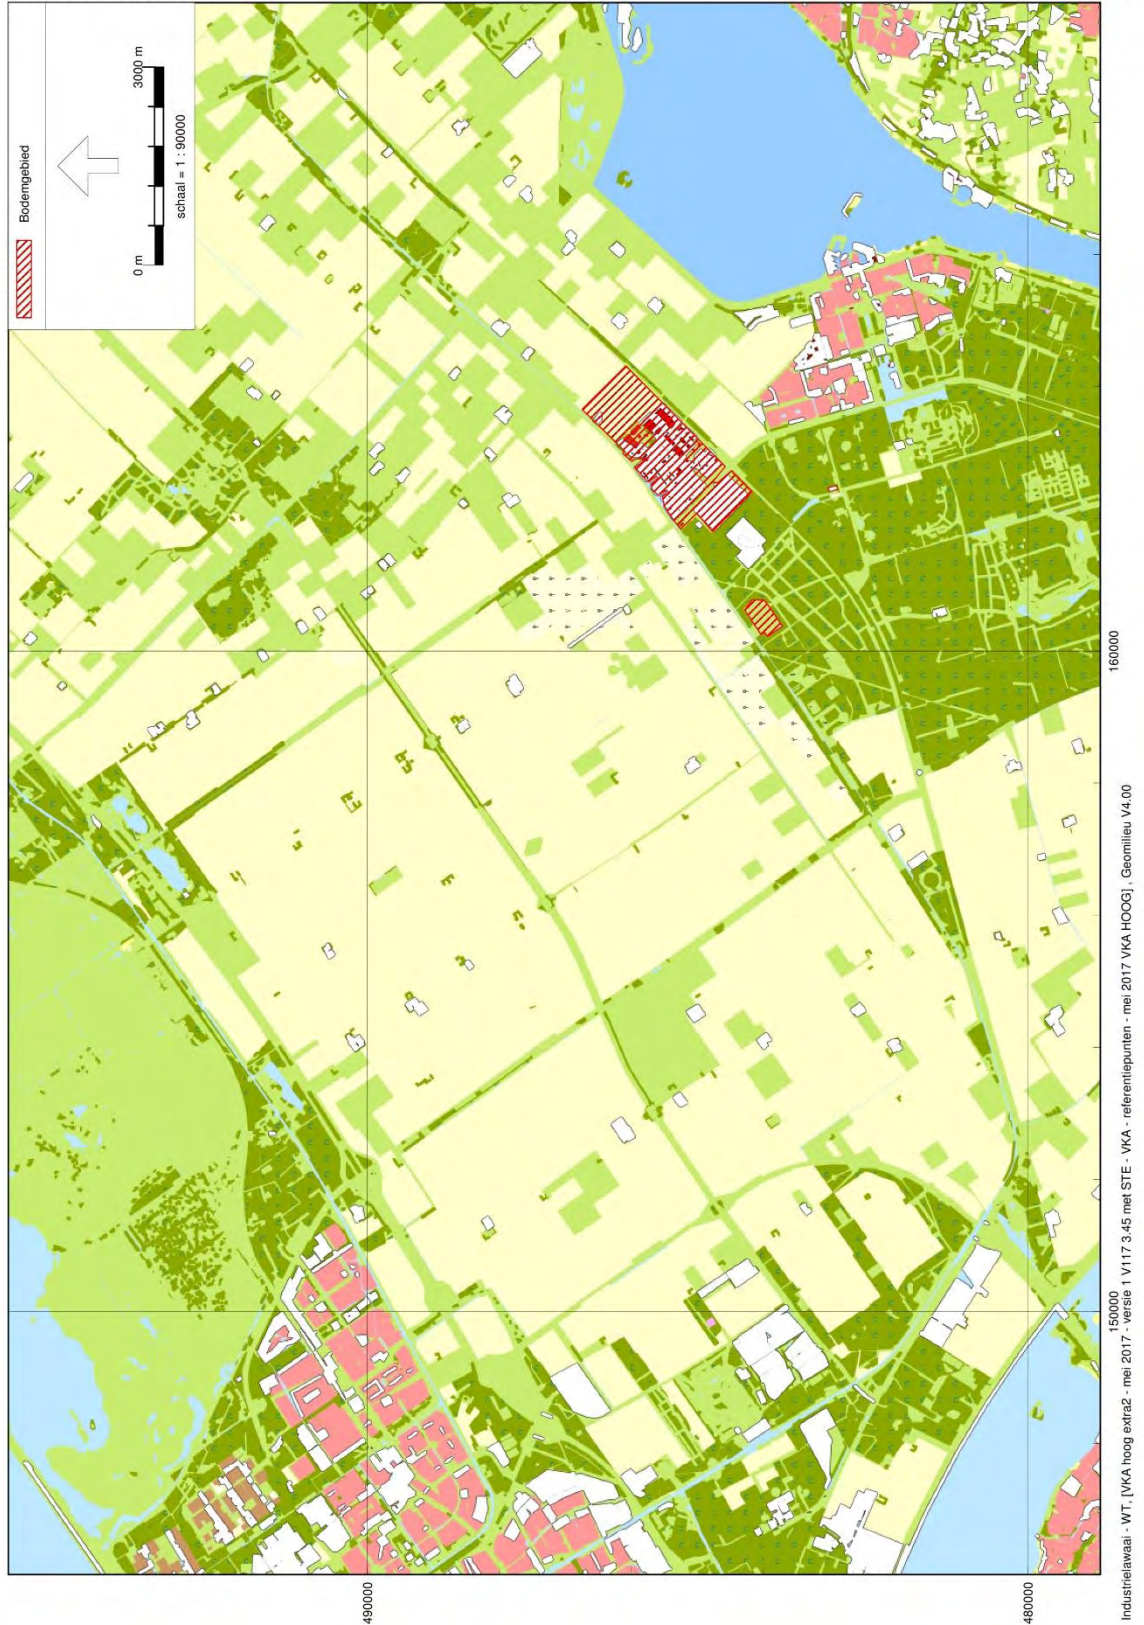 Bodemgebied
0 m
3000 m
schaal = 1 : 90000
490000
480000
150000
160000
Industrielawaai - WT, [VKA hoog extra2 - mei 2017 - versie 1 V117 3.45 met STE - VKA - referentiepunten - mei 2017 VKA HOOG] , Geomilieu V4.00